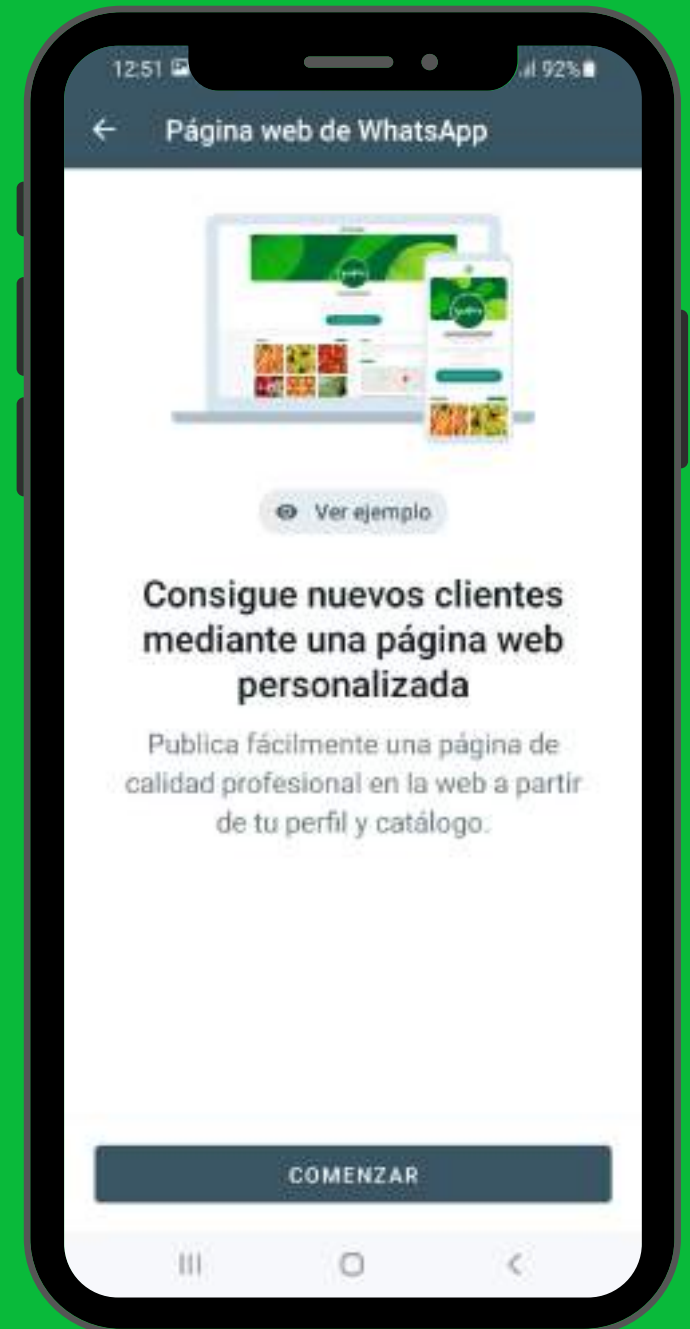 12:51
92%
Página web de WhatsApp
Ver ejemplo
Consigue nuevos clientes
mediante una página web
personalizada
Publica fácilmente una página de
calidad profesional en la web a partir
de tu perfil y catálogo.
COMENZAR